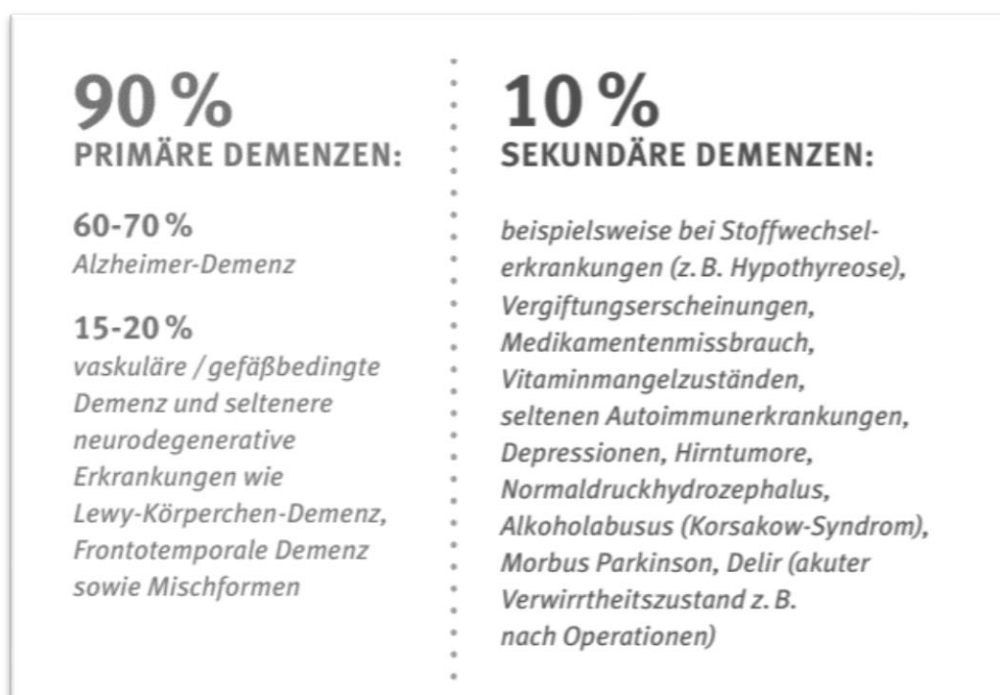 90 %
PRIMÄRE DEMENZEN:
60-70 %
Alzheimer-Demenz
15-20 %
vaskuläre / gefäßbedingte
Demenz und seltenere
neurodegenerative
Erkrankungen wie
Lewy-Körperchen-Demenz,
Frontotemporale Demenz
sowie Mischformen
10 %
SEKUNDÄRE DEMENZEN:
beispielsweise bei Stoffwechsel-
erkrankungen (z. B. Hypothyreose),
Vergiftungserscheinungen,
Medikamentenmissbrauch,
Vitaminmangelzuständen,
seltenen Autoimmunerkrankungen,
Depressionen, Hirntumore,
Normaldruckhydrozephalus,
Alkoholabusus (Korsakow-Syndrom),
Morbus Parkinson, Delir (akuter
Verwirrtheitszustand z. B.
nach Operationen)